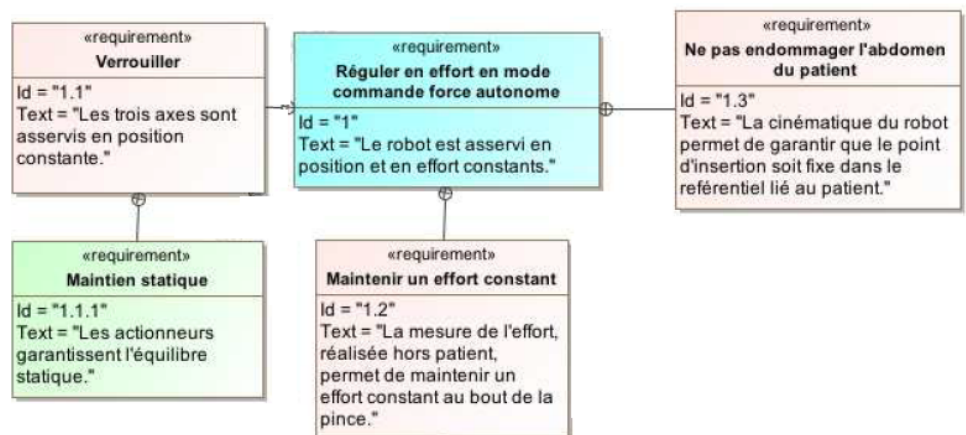 «requirement»
Verrouiller
Id = "1.1"
Text = "Les trois axes sont
asservis en position
constante."
«requirement»
Réguler en effort en mode
commande force autonome
Id = "1"
Text = "Le robot est asservi en
position et en effort constants."
«requirement»
Ne pas endommager l'abdomen
du patient
Id = "1.3"
Text = "La cinématique du robot
permet de garantir que le point
d'insertion soit fixe dans le
reférentiel lié au patient."
«requirement»
Maintien statique
Id = "1.1.1"
Text = "Les actionneurs
garantissent l'équilibre
statique."
«requirement»
Maintenir un effort constant
Id = "1.2"
Text = "La mesure de l'effort,
réalisée hors patient,
permet de maintenir un
effort constant au bout de la
pince."